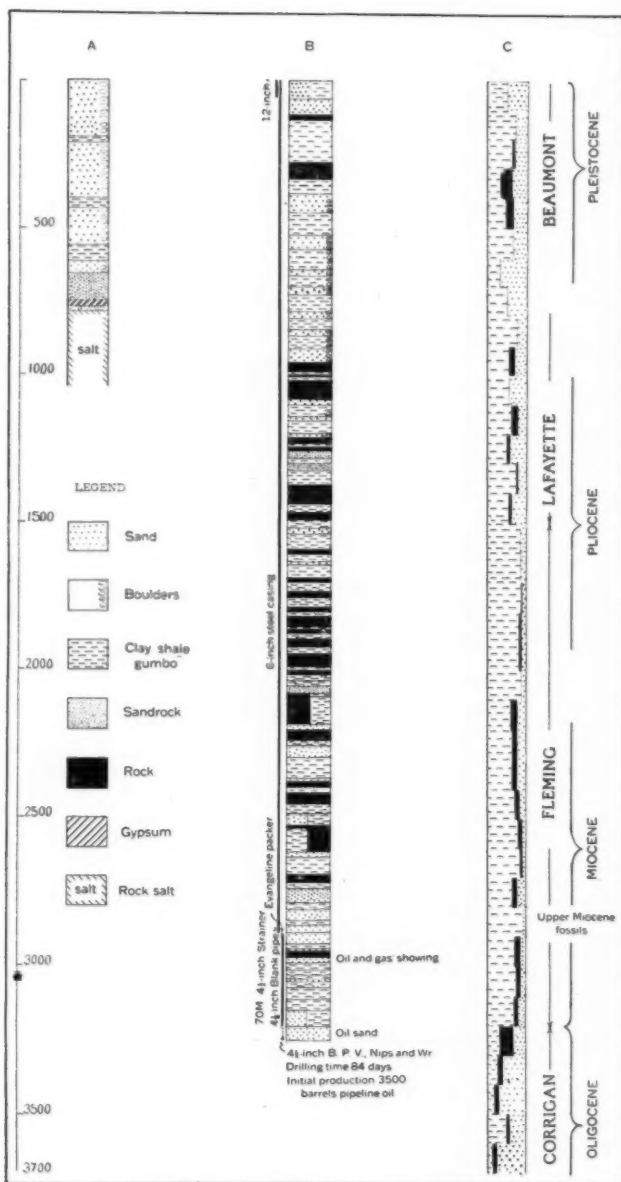 A
B
C
12-inch
500
1000
1500
2000
2500
3000
3500
3700
salt
LEGEND
Sand
Boulders
Clay shale
gumbo
Sandrock
Rock
Gypsum
salt
Rock salt
6-inch steel casing
Evangeline packer
70M 4½-inch Strainer
4½-inch Blank pipe
Oil and gas showing
Oil sand
4½-inch B. P. V., Nips and Wr
Drilling time 84 days
Initial production 3500
barrels pipeline oil
BEAUMONT
LAFAYETTE
FLEMING
CORRIGAN
PLEISTOCENE
PLIOCENE
MIOCENE
Upper Miocene
fossils
OLIGOCENE